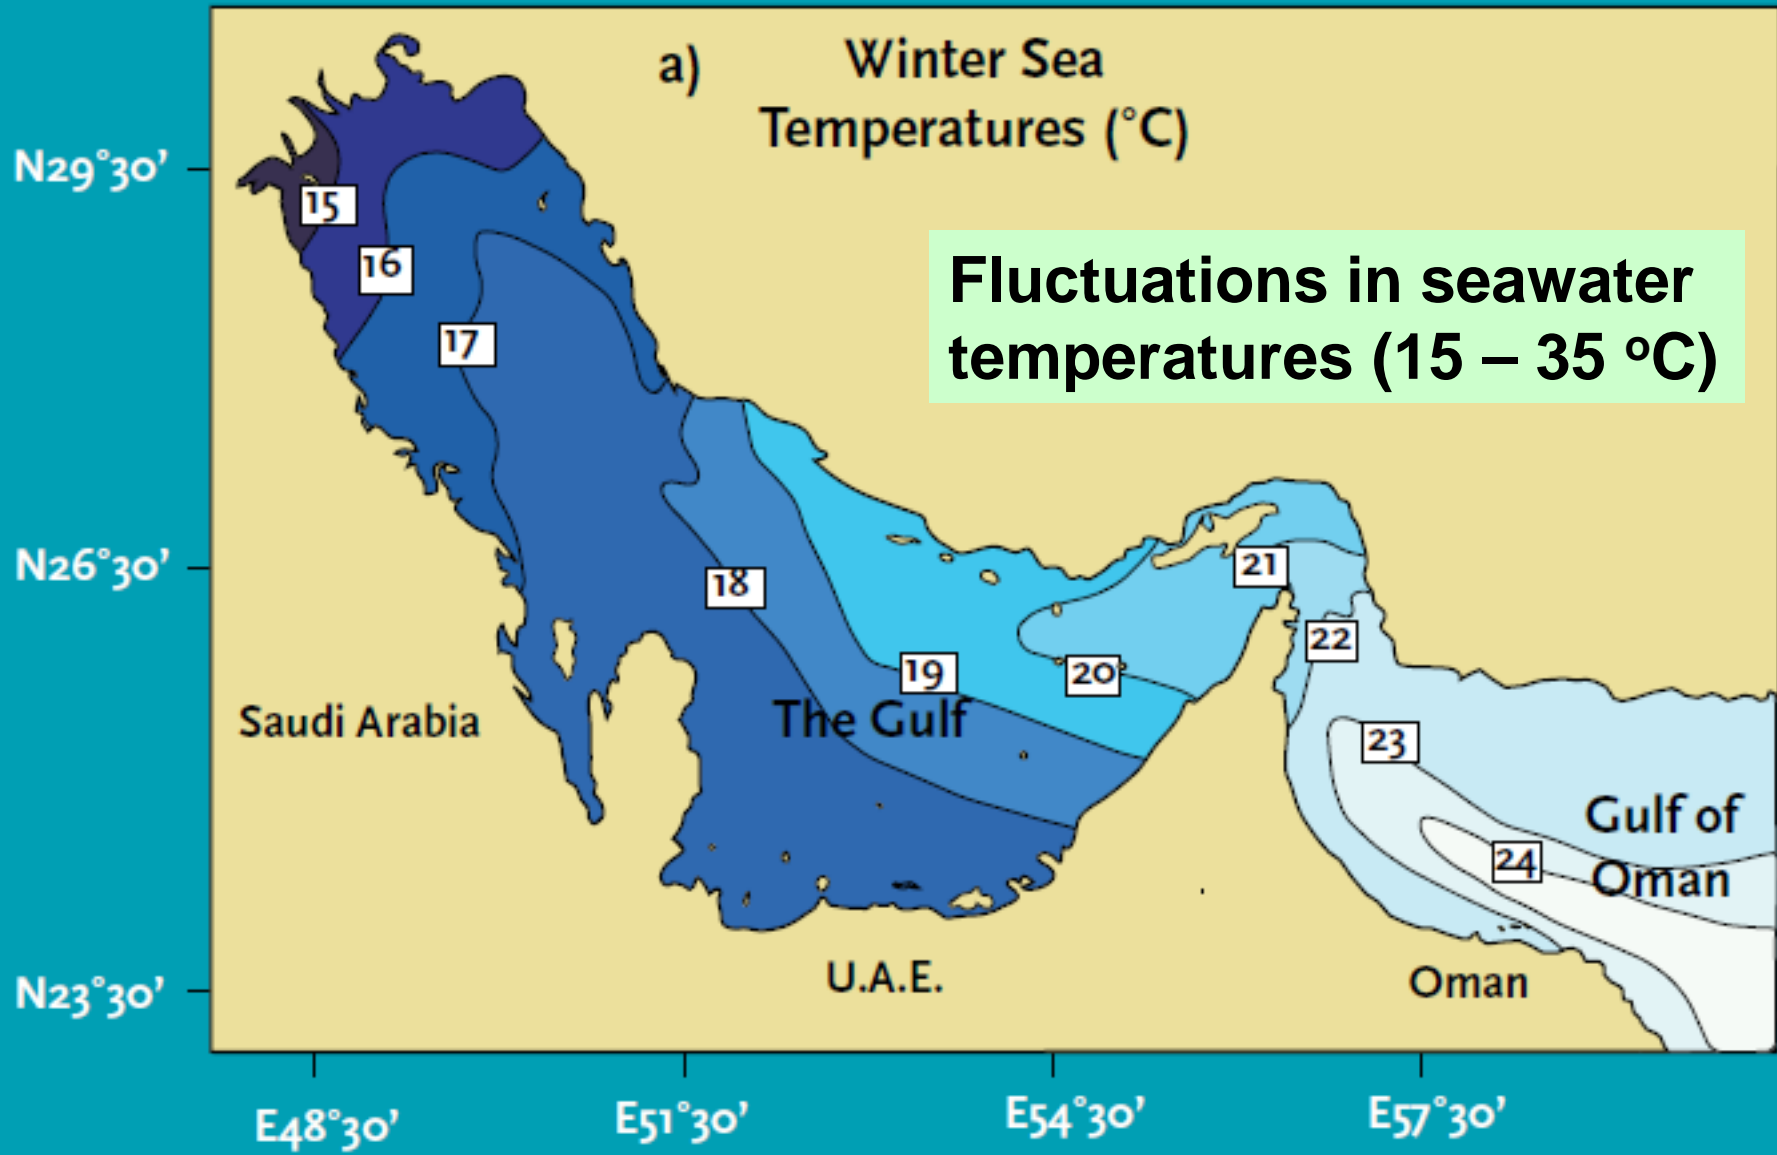 a)
Winter Sea
Temperatures (°C)
N29°30'
15
16
Fluctuations in seawater
temperatures (15 – 35 ºC)
17
N26°30'
21
18
22
19
20
Saudi Arabia
The Gulf
23
Gulf of
Oman
24
U.A.E.
Oman
N23°30'
E48°30'
E51°30'
E54°30'
E57°30'